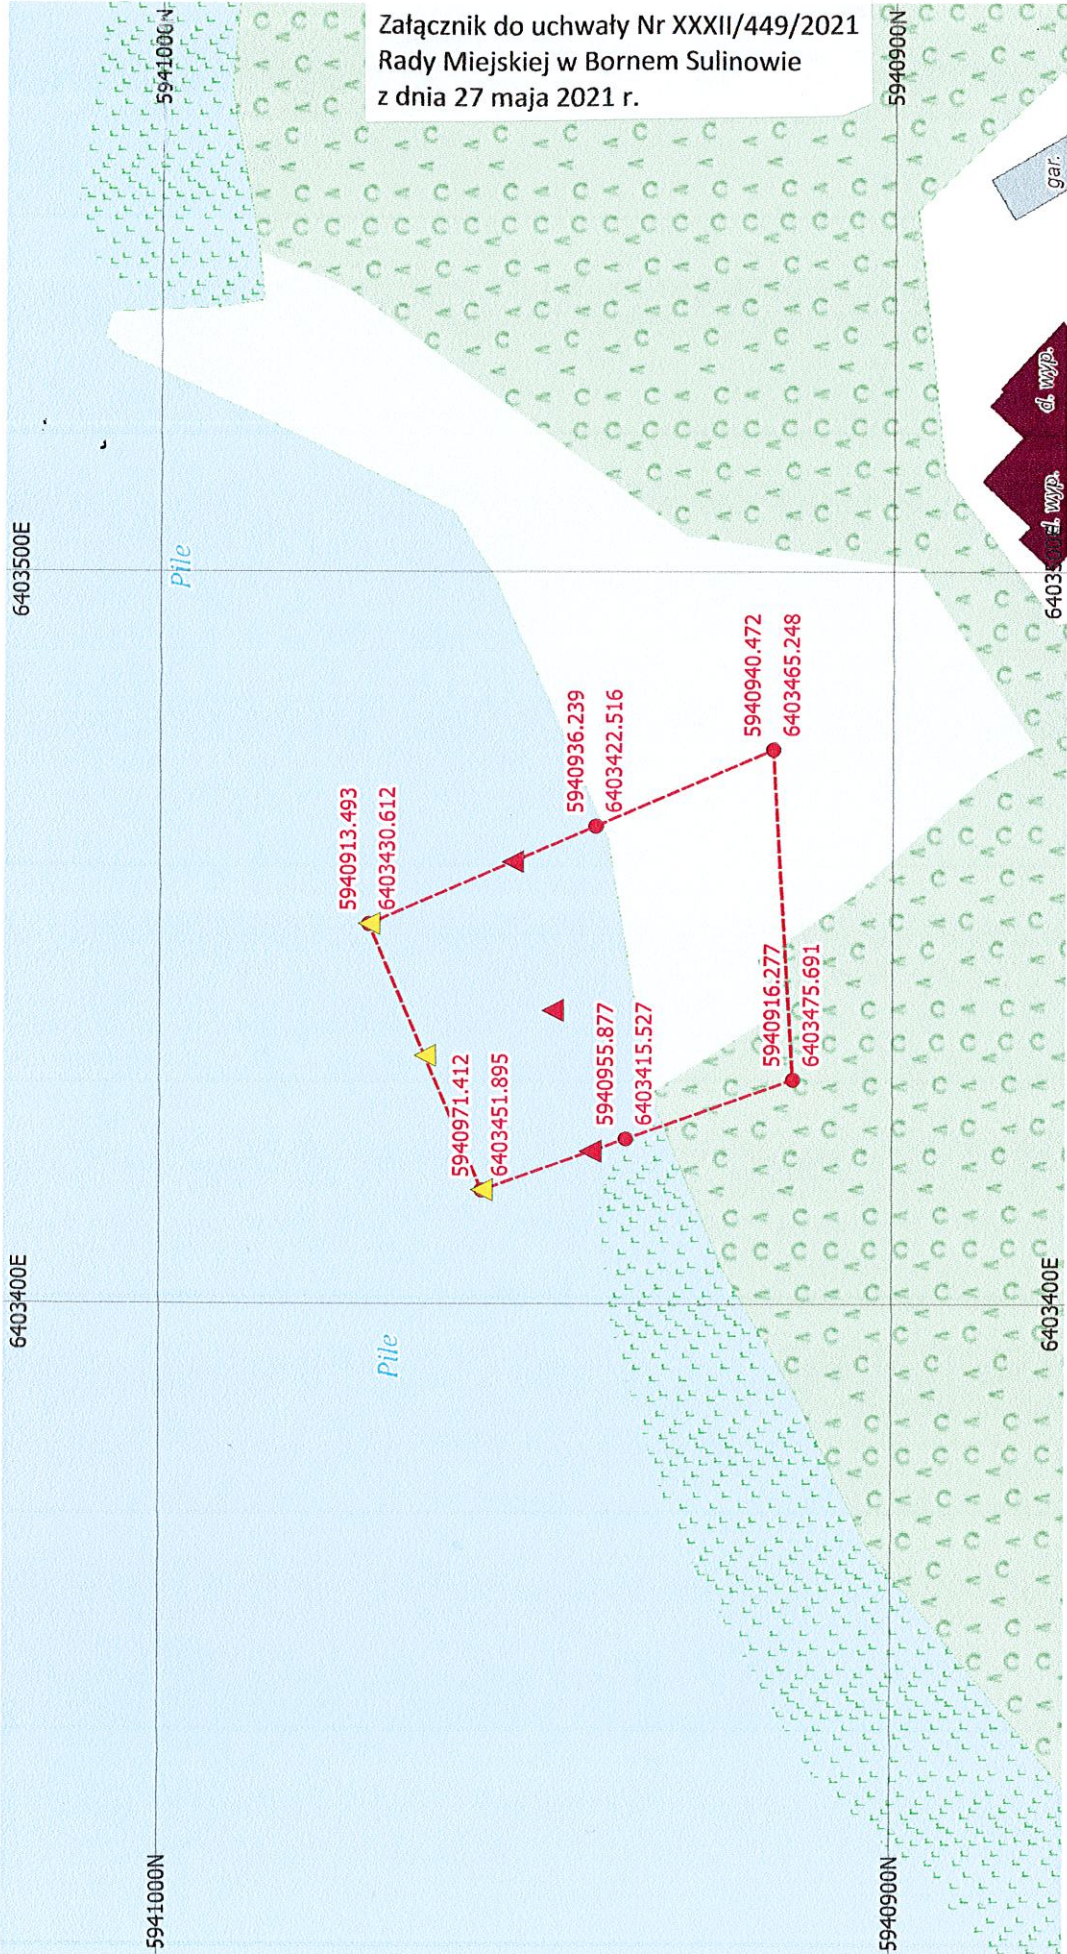 Załącznik do uchwały Nr XXXII/449/2021
Rady Miejskiej w Bornem Sulinowie
z dnia 27 maja 2021 r.
5941000N
5940900N
6403500E
Pile
gar.
d. wyp.
d. wyp.
6403500E
5940913.493
6403430.612
5940936.239
6403422.516
5940940.472
6403465.248
5940971.412
6403451.895
5940955.877
6403415.527
5940916.277
6403475.691
6403400E
Pile
6403400E
5941000N
5940900N